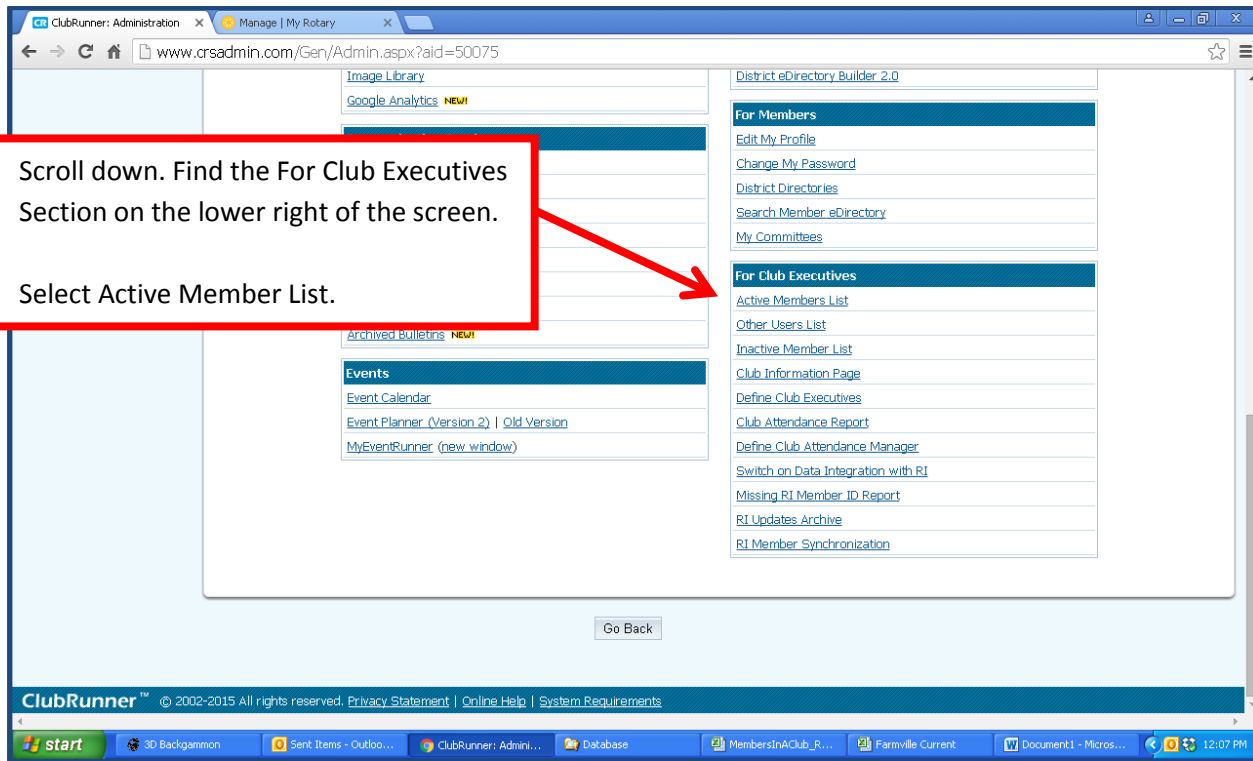 ClubRunner: Administration
Manage | My Rotary
www.crsadmin.com/Gen/Admin.aspx?aid=50075
Image Library
Google Analytics NEW!
Scroll down. Find the For Club Executives
Section on the lower right of the screen.
Select Active Member List.
Archived Bulletins NEW!
Events
Event Calendar
Event Planner (Version 2) | Old Version
MyEventRunner (new window)
District eDirectory Builder 2.0
For Members
Edit My Profile
Change My Password
District Directories
Search Member eDirectory
My Committees
For Club Executives
Active Members List
Other Users List
Inactive Member List
Club Information Page
Define Club Executives
Club Attendance Report
Define Club Attendance Manager
Switch on Data Integration with RI
Missing RI Member ID Report
RI Updates Archive
RI Member Synchronization
Go Back
ClubRunner™ © 2002-2015 All rights reserved. Privacy Statement | Online Help | System Requirements
start 3D Backgammon Sent Items - Outloo... ClubRunner: Admini... Database MembersInAClub_R... Farmville Current Document1 - Micros... 12:07 PM